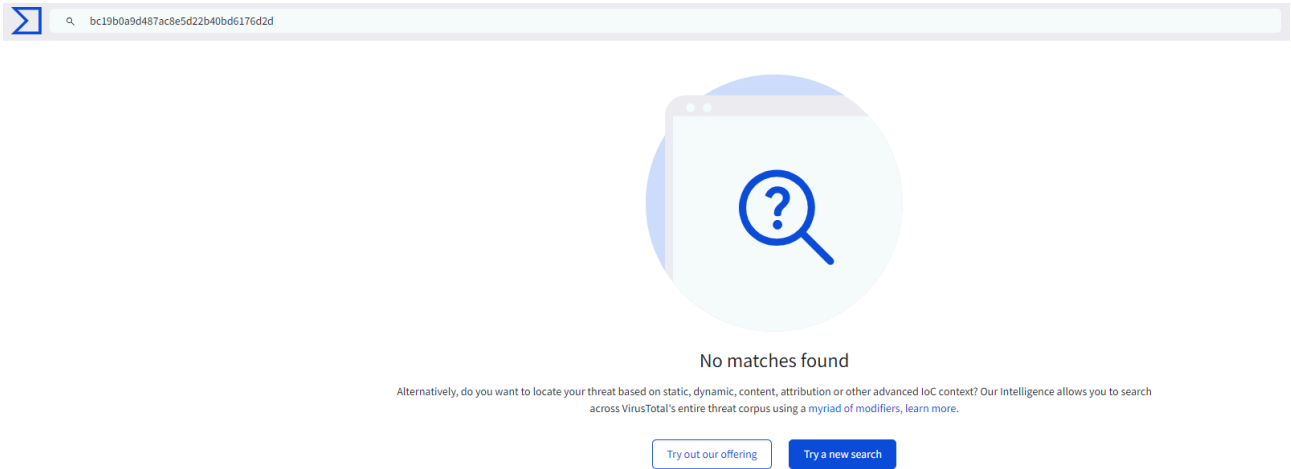 bc19b0a9d487ac8e5d22b40bd6176d2d
No matches found
Alternatively, do you want to locate your threat based on static, dynamic, content, attribution or other advanced IoC context? Our Intelligence allows you to search
across VirusTotal's entire threat corpus using a myriad of modifiers, learn more.
Try out our offering Try a new search